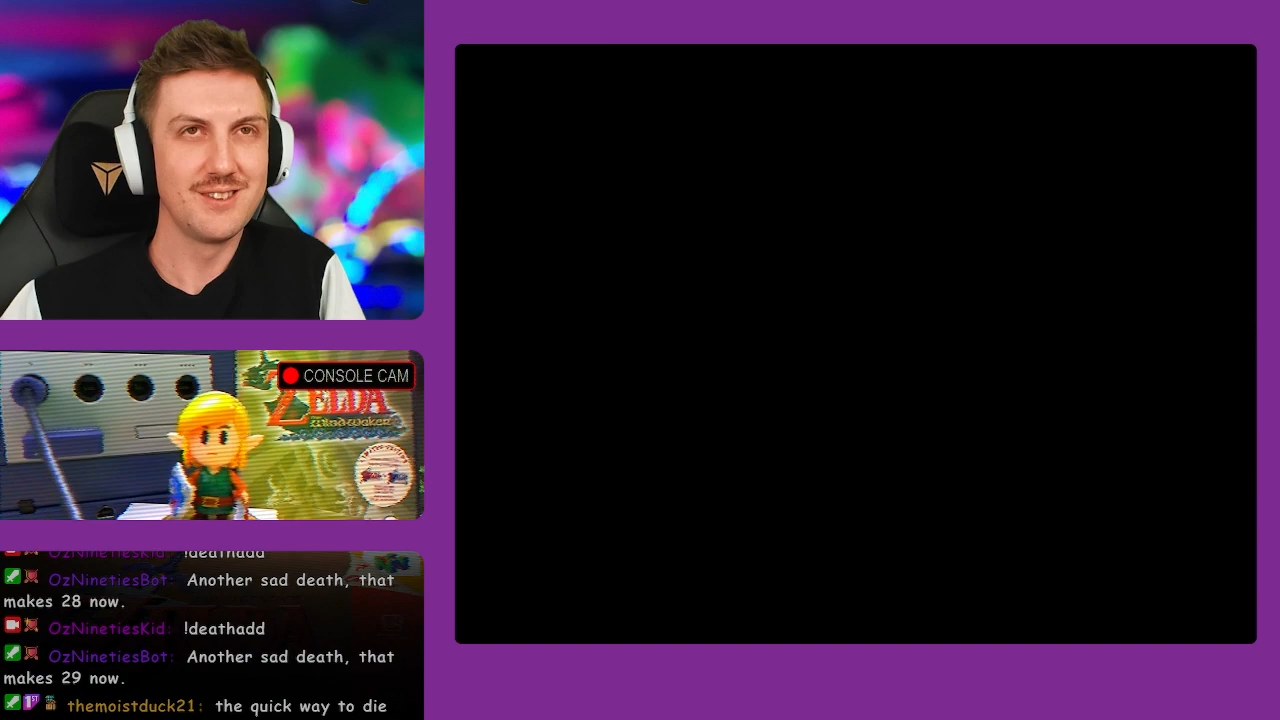 CONSOLE CAM
ZELDA
OzNinetiesKid: !deathadd
OzNinetiesBot: Another sad death, that
makes 28 now.
OzNinetiesKid: !deathadd
OzNinetiesBot: Another sad death, that
makes 29 now.
1ST themoistduck21: the quick way to die